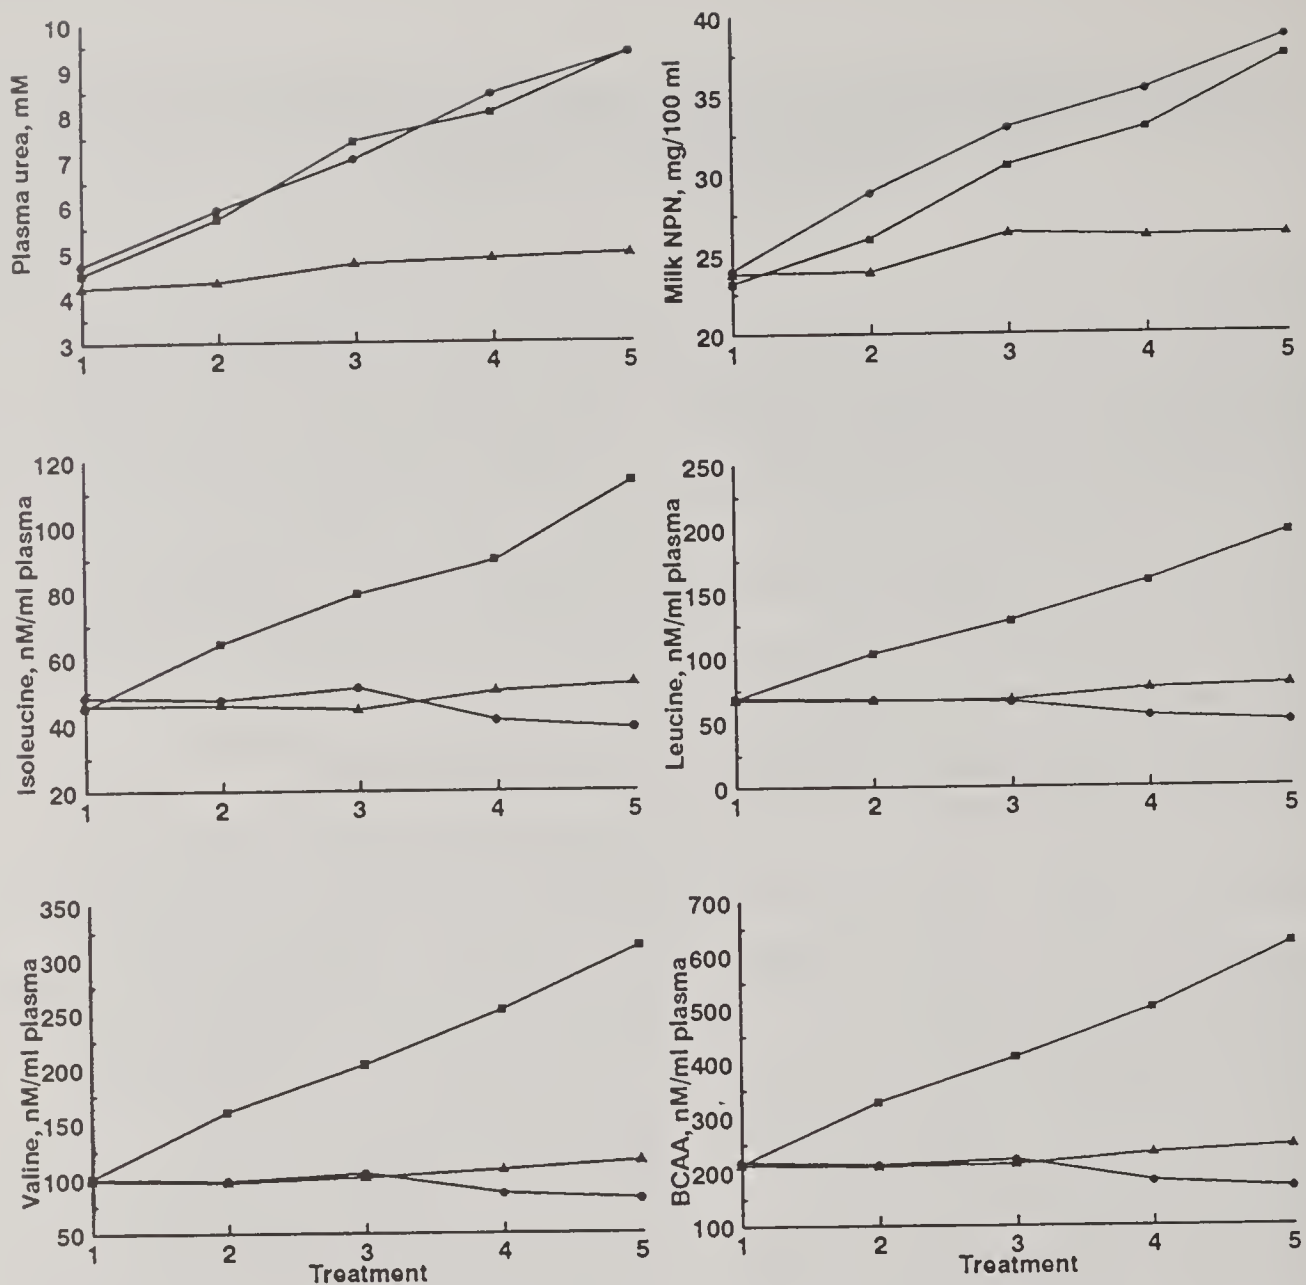 Plasma urea, mM
10
9
8
7
6
5
4
3
1 2 3 4 5
Milk NPN, mg/100 ml
40
35
30
25
20
1 2 3 4 5
Isoleucine, nM/ml plasma
120
100
80
60
40
20
1 2 3 4 5
Leucine, nM/ml plasma
250
200
150
100
50
0
1 2 3 4 5
Valine, nM/ml plasma
350
300
250
200
150
100
50
1 2 3 4 5
Treatment
BCAA, nM/ml plasma
700
600
500
400
300
200
100
1 2 3 4 5
Treatment